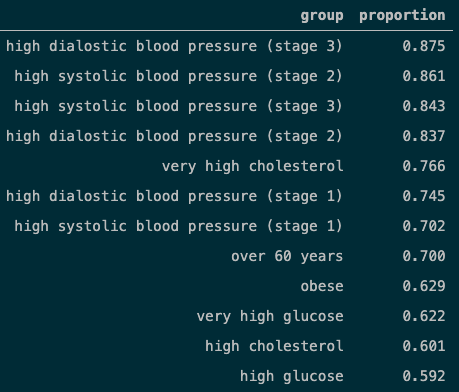 group proportion
high dialostic blood pressure (stage 3) 0.875
high systolic blood pressure (stage 2) 0.861
high systolic blood pressure (stage 3) 0.843
high dialostic blood pressure (stage 2) 0.837
very high cholesterol 0.766
high dialostic blood pressure (stage 1) 0.745
high systolic blood pressure (stage 1) 0.702
over 60 years 0.700
obese 0.629
very high glucose 0.622
high cholesterol 0.601
high glucose 0.592